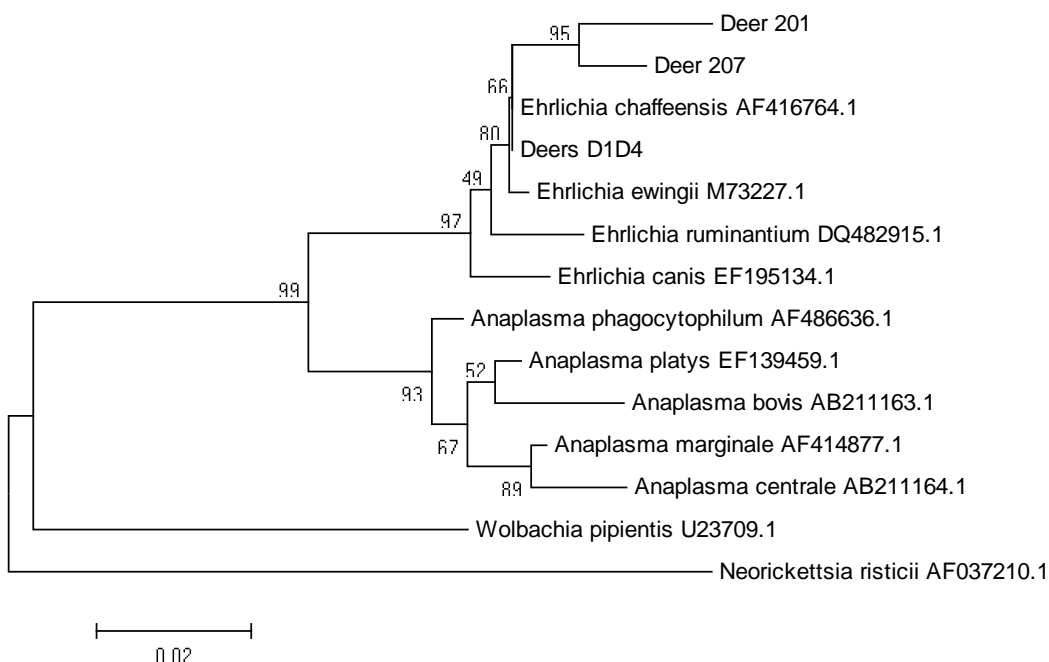 Deer 201
95
Deer 207
66
Ehrlichia chaffeensis AF416764.1
80
Deers D1D4
49
Ehrlichia ewingii M73227.1
97
Ehrlichia ruminantium DQ482915.1
Ehrlichia canis EF195134.1
99
Anaplasma phagocytophilum AF486636.1
Anaplasma platys EF139459.1
52
93
Anaplasma bovis AB211163.1
Anaplasma marginale AF414877.1
67
Anaplasma centrale AB211164.1
89
Wolbachia pipientis U23709.1
Neorickettsia risticii AF037210.1
0.02